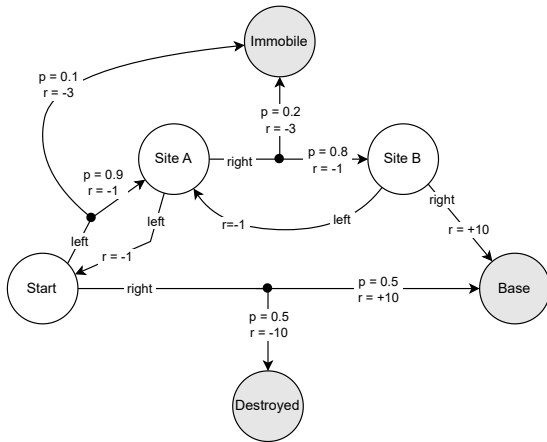 Immobile
p = 0.1
r = -3
p = 0.2
r = -3
Site A
right
p = 0.8
r = -1
Site B
p = 0.9
r = -1
left
r=-1
left
right
left
r = -1
r = +10
Start
right
p = 0.5
r = +10
Base
p = 0.5
r = -10
Destroyed